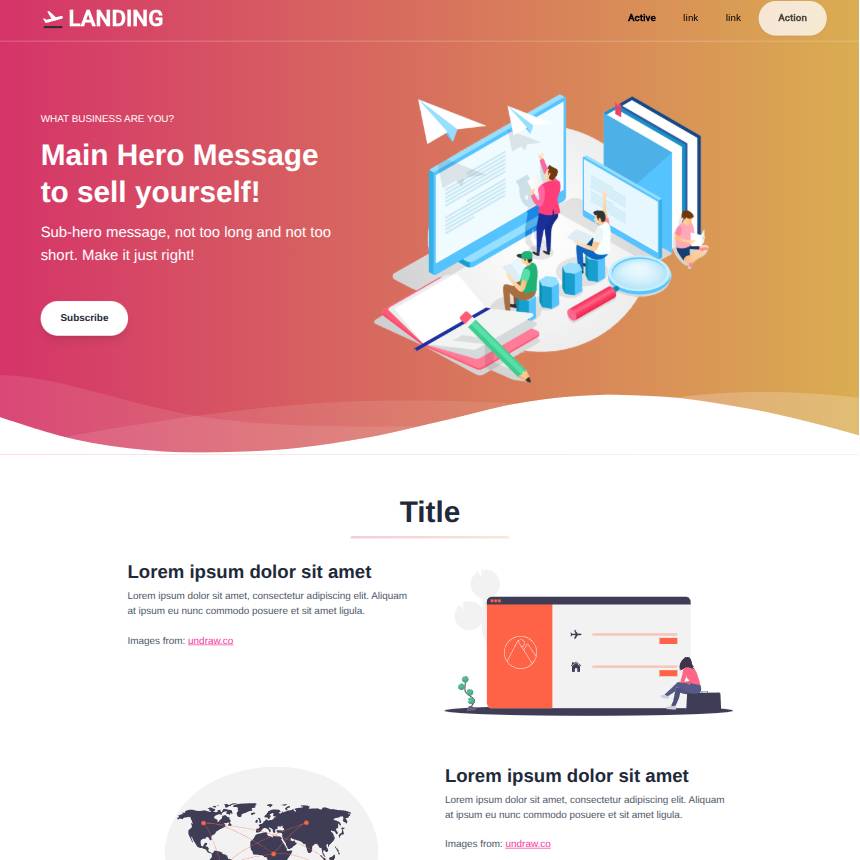 LANDING
Active link link Action
WHAT BUSINESS ARE YOU?
Main Hero Message
to sell yourself!
Sub-hero message, not too long and not too
short. Make it just right!
Subscribe
Title
Lorem ipsum dolor sit amet
Lorem ipsum dolor sit amet, consectetur adipiscing elit. Aliquam
at ipsum eu nunc commodo posuere et sit amet ligula.
Images from: undraw.co
Lorem ipsum dolor sit amet
Lorem ipsum dolor sit amet, consectetur adipiscing elit. Aliquam
at ipsum eu nunc commodo posuere et sit amet ligula.
Images from: undraw.co